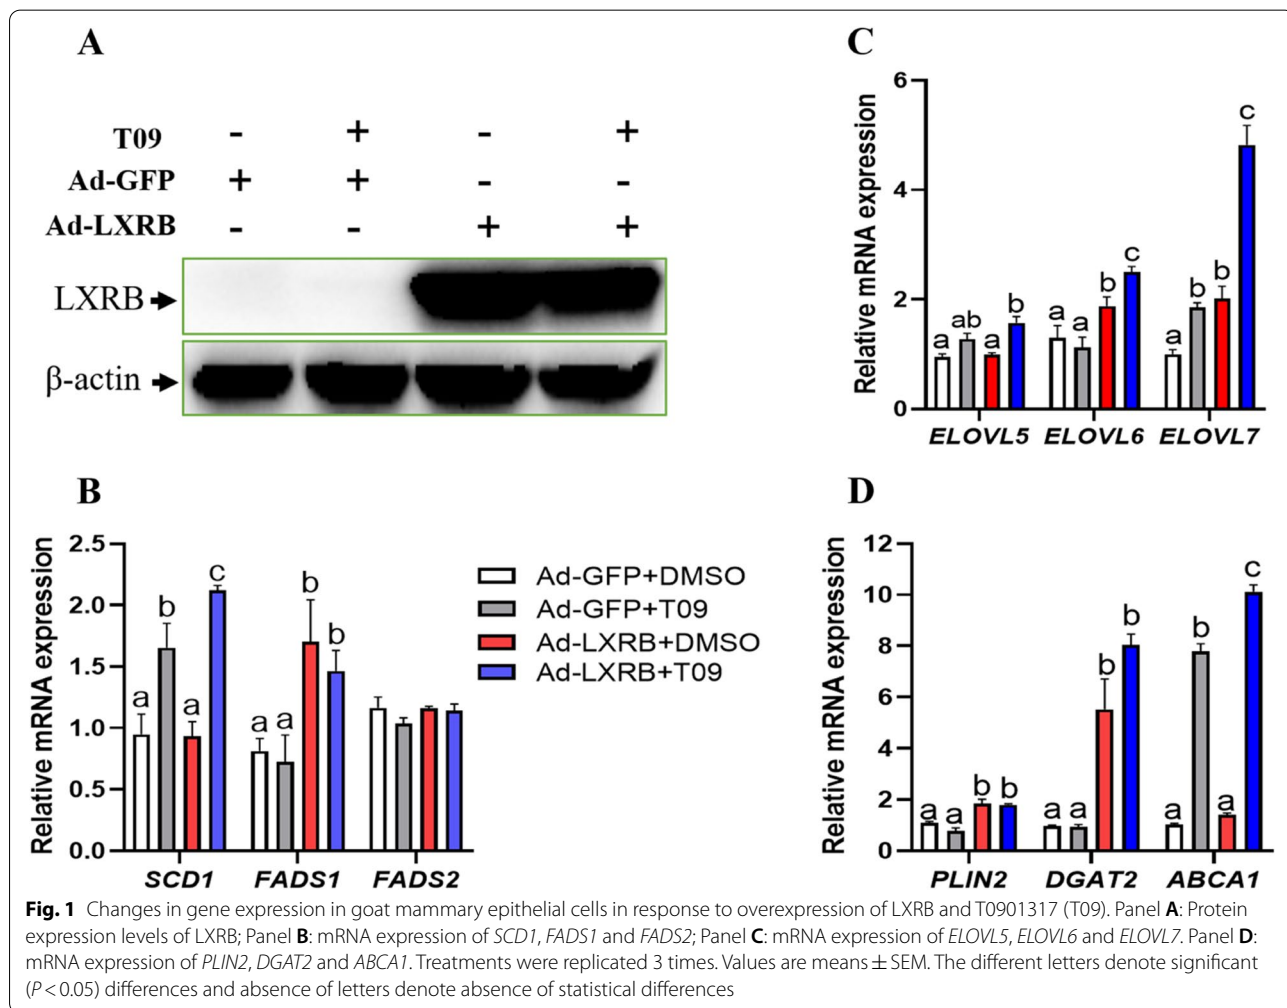 A
T09 - + - +
Ad-GFP + + - -
Ad-LXRB - - + +
LXRB
β-actin
B
Relative mRNA expression
2.5
2.0
1.5
1.0
0.5
0.0
a b a c
a a b b
SCD1 FADS1 FADS2
Ad-GFP+DMSO
Ad-GFP+T09
Ad-LXRB+DMSO
Ad-LXRB+T09
C
Relative mRNA expression
6
4
2
0
a ab a b
a a b c
a b b c
ELOVL5 ELOVL6 ELOVL7
D
Relative mRNA expression
12
10
8
6
4
2
0
a a b b
a a b b
a b a c
PLIN2 DGAT2 ABCA1
Fig. 1 Changes in gene expression in goat mammary epithelial cells in response to overexpression of LXRB and T0901317 (T09). Panel A: Protein
expression levels of LXRB; Panel B: mRNA expression of SCD1, FADS1 and FADS2; Panel C: mRNA expression of ELOVL5, ELOVL6 and ELOVL7. Panel D:
mRNA expression of PLIN2, DGAT2 and ABCA1. Treatments were replicated 3 times. Values are means ± SEM. The different letters denote significant
(P < 0.05) differences and absence of letters denote absence of statistical differences